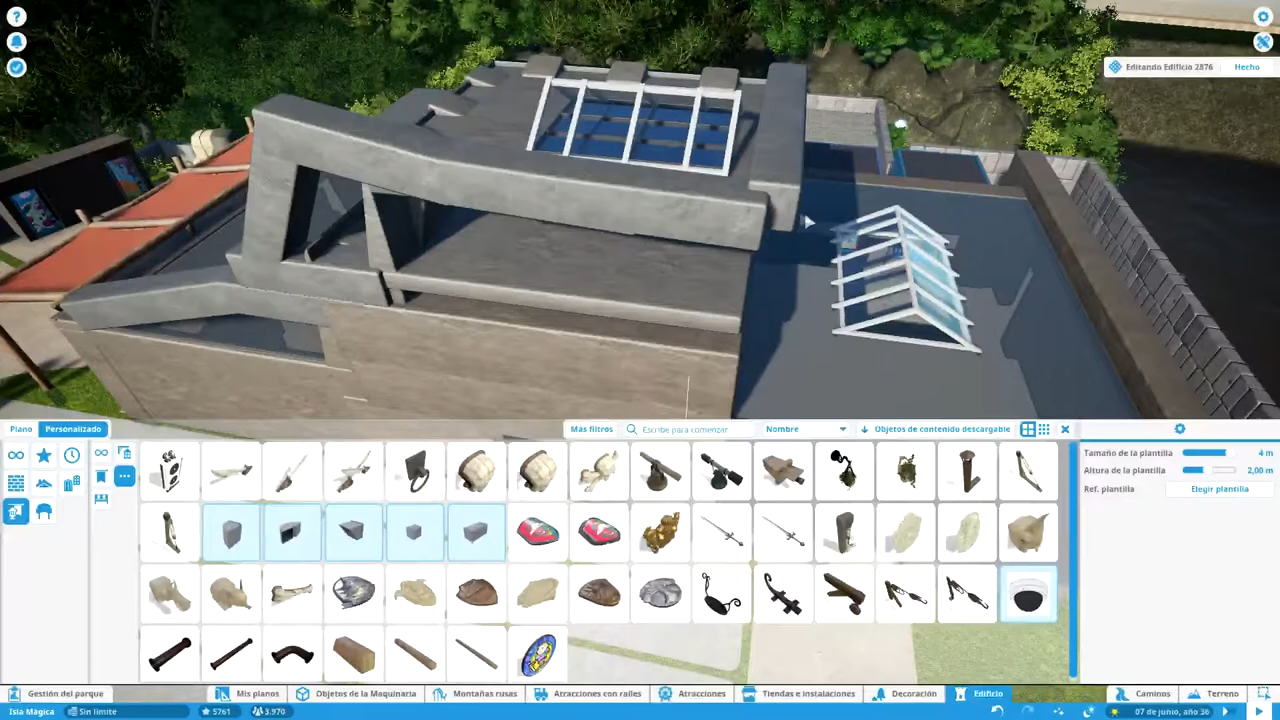 ?
Editando Edificio 2876 Hecho
Plano Personalizado Más filtros Escribe para comenzar Nombre Objetos de contenido descargable
Tamaño de la plantilla 4 m
Altura de la plantilla 2,00 m
Ref. plantilla Elegir plantilla
Gestión del parque Mis planos Objetos de la Maquinaria Montañas rusas Atracciones con raíles Atracciones Tiendas e instalaciones Decoración Edificio Caminos Terreno
Isla Mágica Sin límite 5761 3.970 07 de junio, año 36